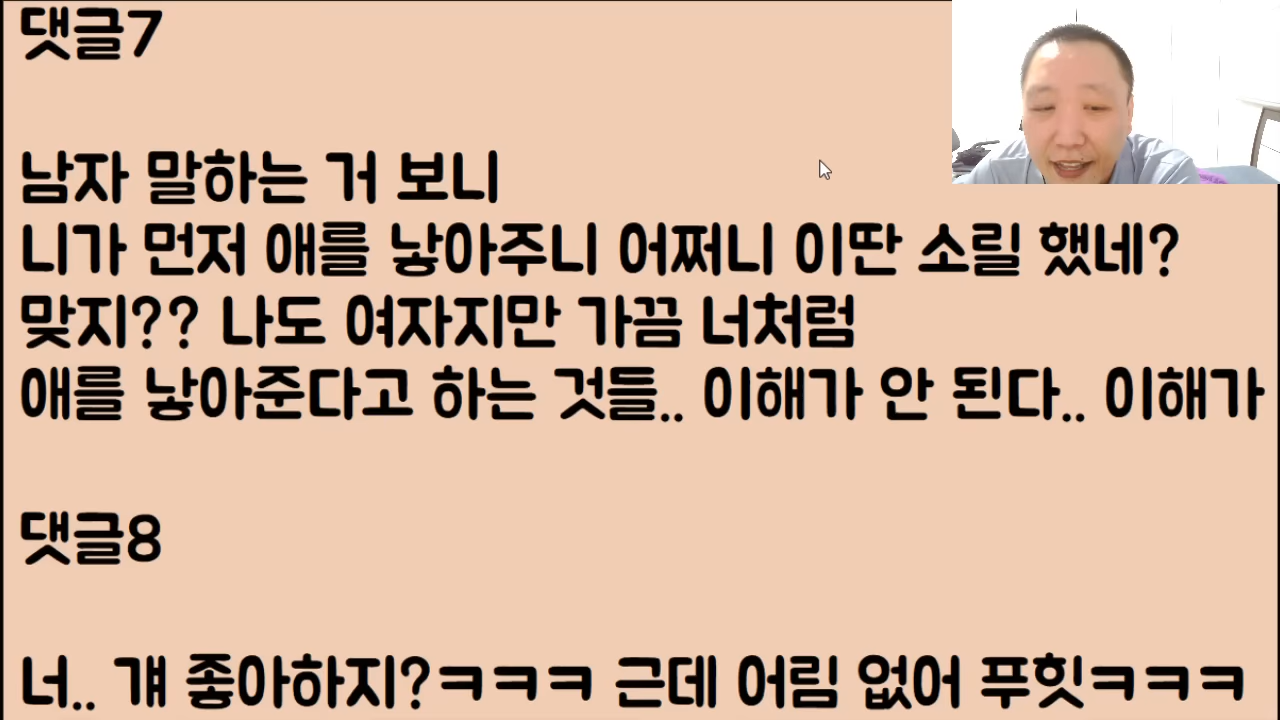 댓글7
남자 말하는 거 보니
니가 먼저 애를 낳아주니 어쩌니 이딴 소릴 했네?
맞지?? 나도 여자지만 가끔 너처럼
애를 낳아준다고 하는 것들.. 이해가 안 된다.. 이해가
댓글8
너.. 걔 좋아하지?ㅋㅋㅋ 근데 어림 없어 푸힛ㅋㅋㅋ